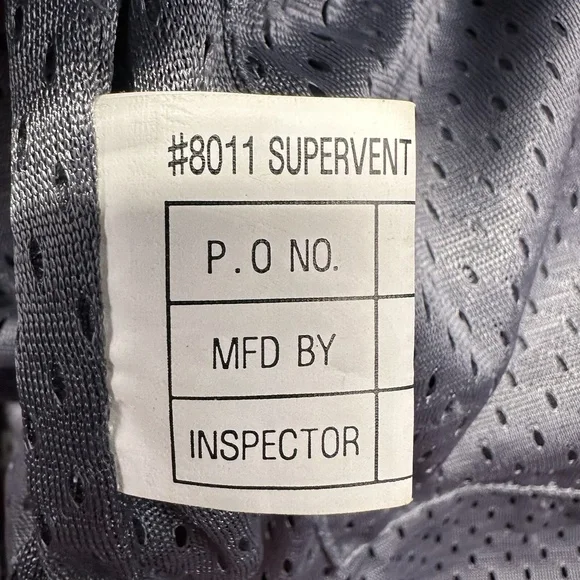 #8011 SUPERVENT
P.O NO.
MFD BY
INSPECTOR